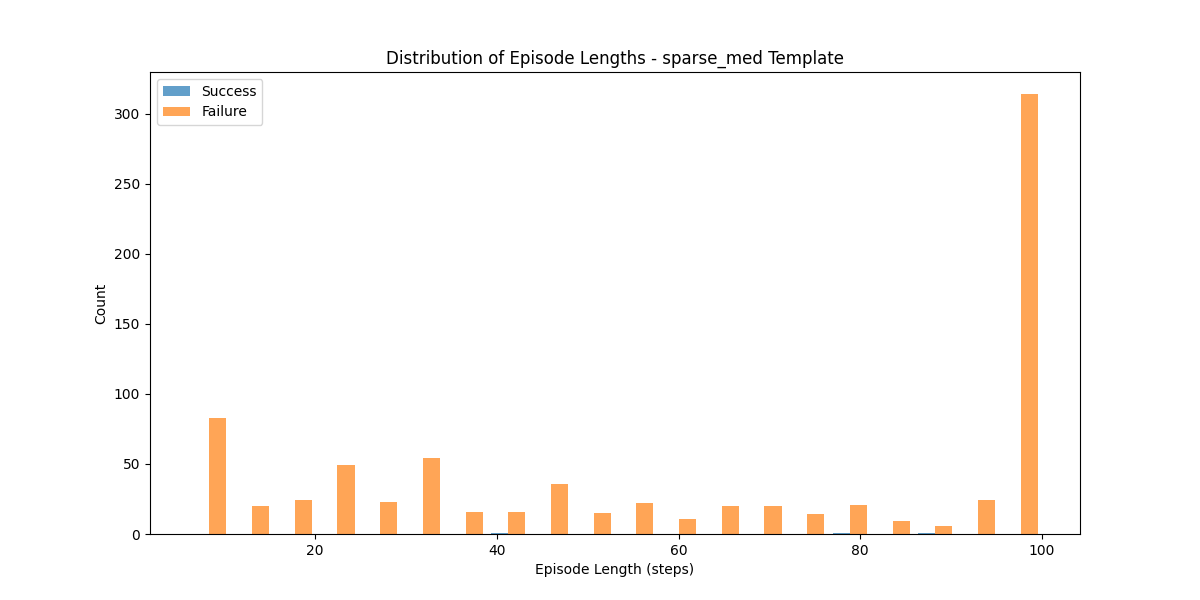 Distribution of Episode Lengths - sparse_med Template
Success
Failure
300
250
200
150
100
50
0
Count
20 40 60 80 100
Episode Length (steps)